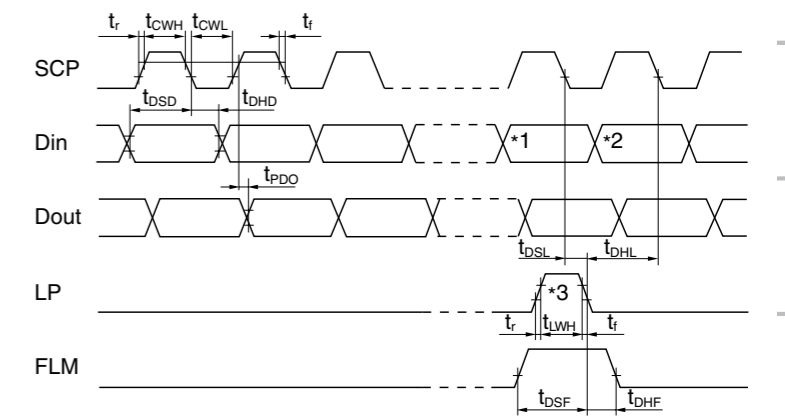 tr tCWH tCWL tf
SCP
tDSD tDHD
Din *1 *2
tPDO
Dout
tDSL tDHL
LP *3
tr tLWH tf
FLM
tDSF tDHF